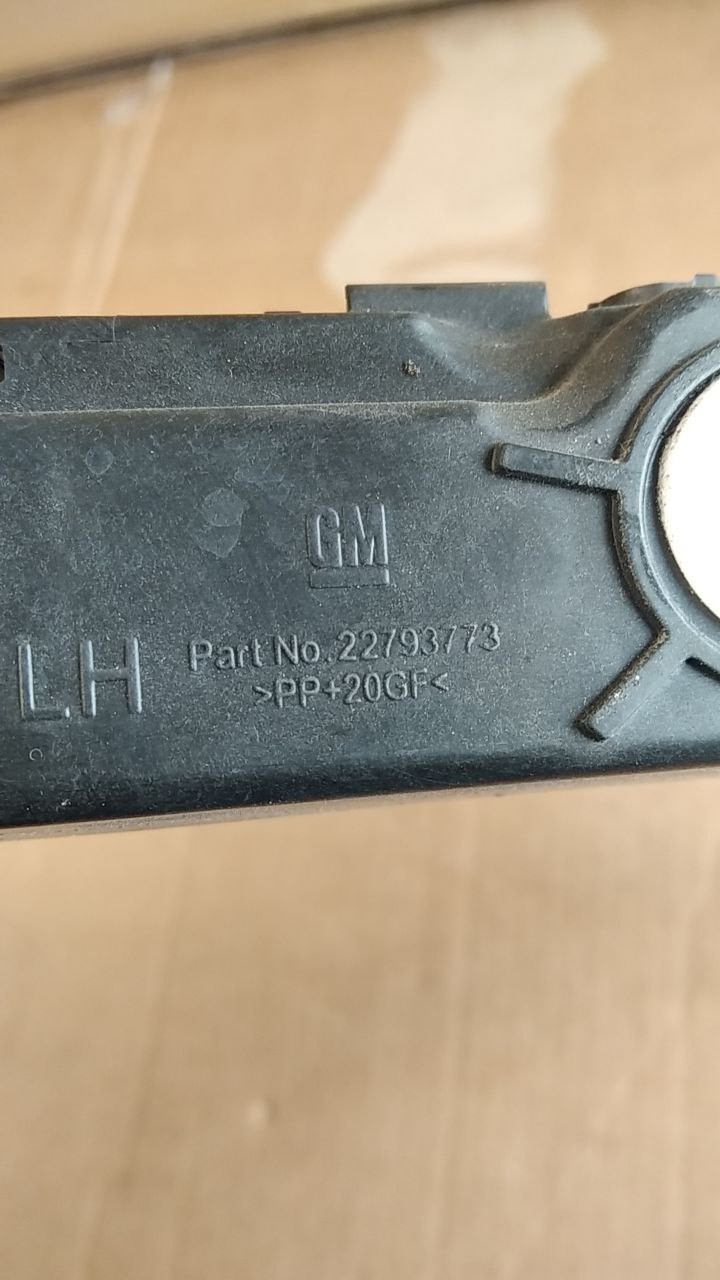 GM
LH
Part No. 22793773
>PP+20GF<